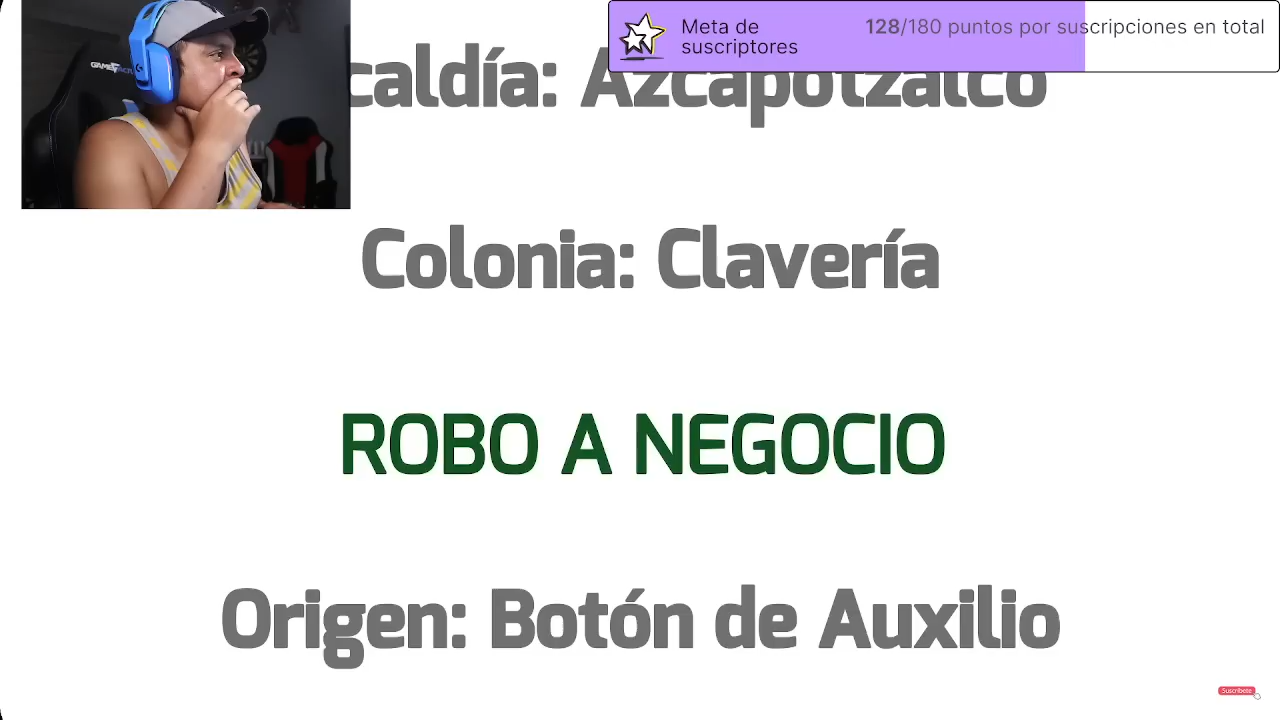 Meta de
suscriptores
128/180 puntos por suscripciones en total
caldía: Azcapotzalco
Colonia: Clavería
ROBO A NEGOCIO
Origen: Botón de Auxilio
Suscríbete